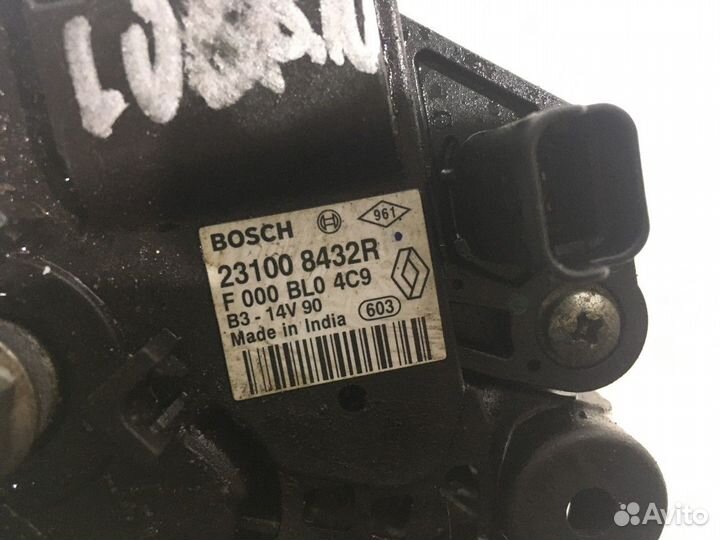 BOSCH
961
23100 8432R
F 000 BL0 4C9
B3 - 14V 90
Made in India
603
Avito